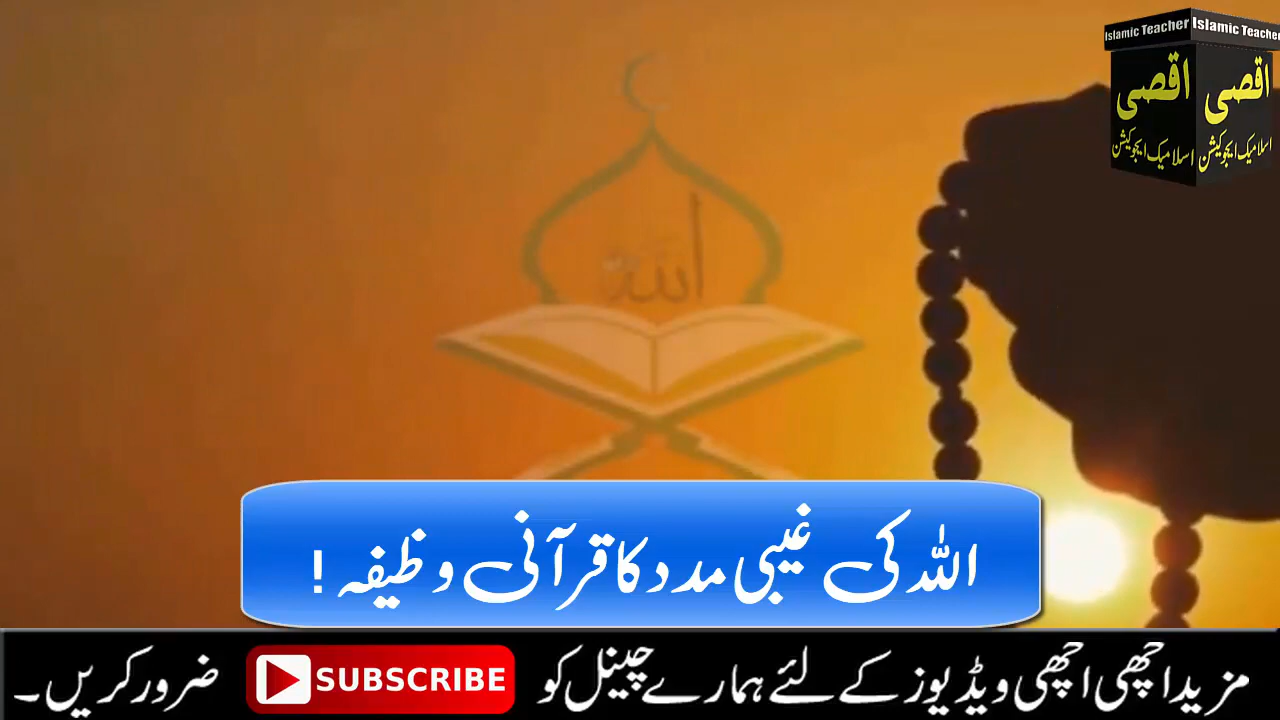 Islamic Teacher Islamic Teacher
اقصی اقصی
اسلامیک ایجوکیشن اسلامیک ایجوکیشن
الله
اللہ کی غیبی مدد کا قرآنی وظیفہ !
مزید اچھی اچھی ویڈیوز کے لئے ہمارے چینل کو SUBSCRIBE ضرور کریں۔